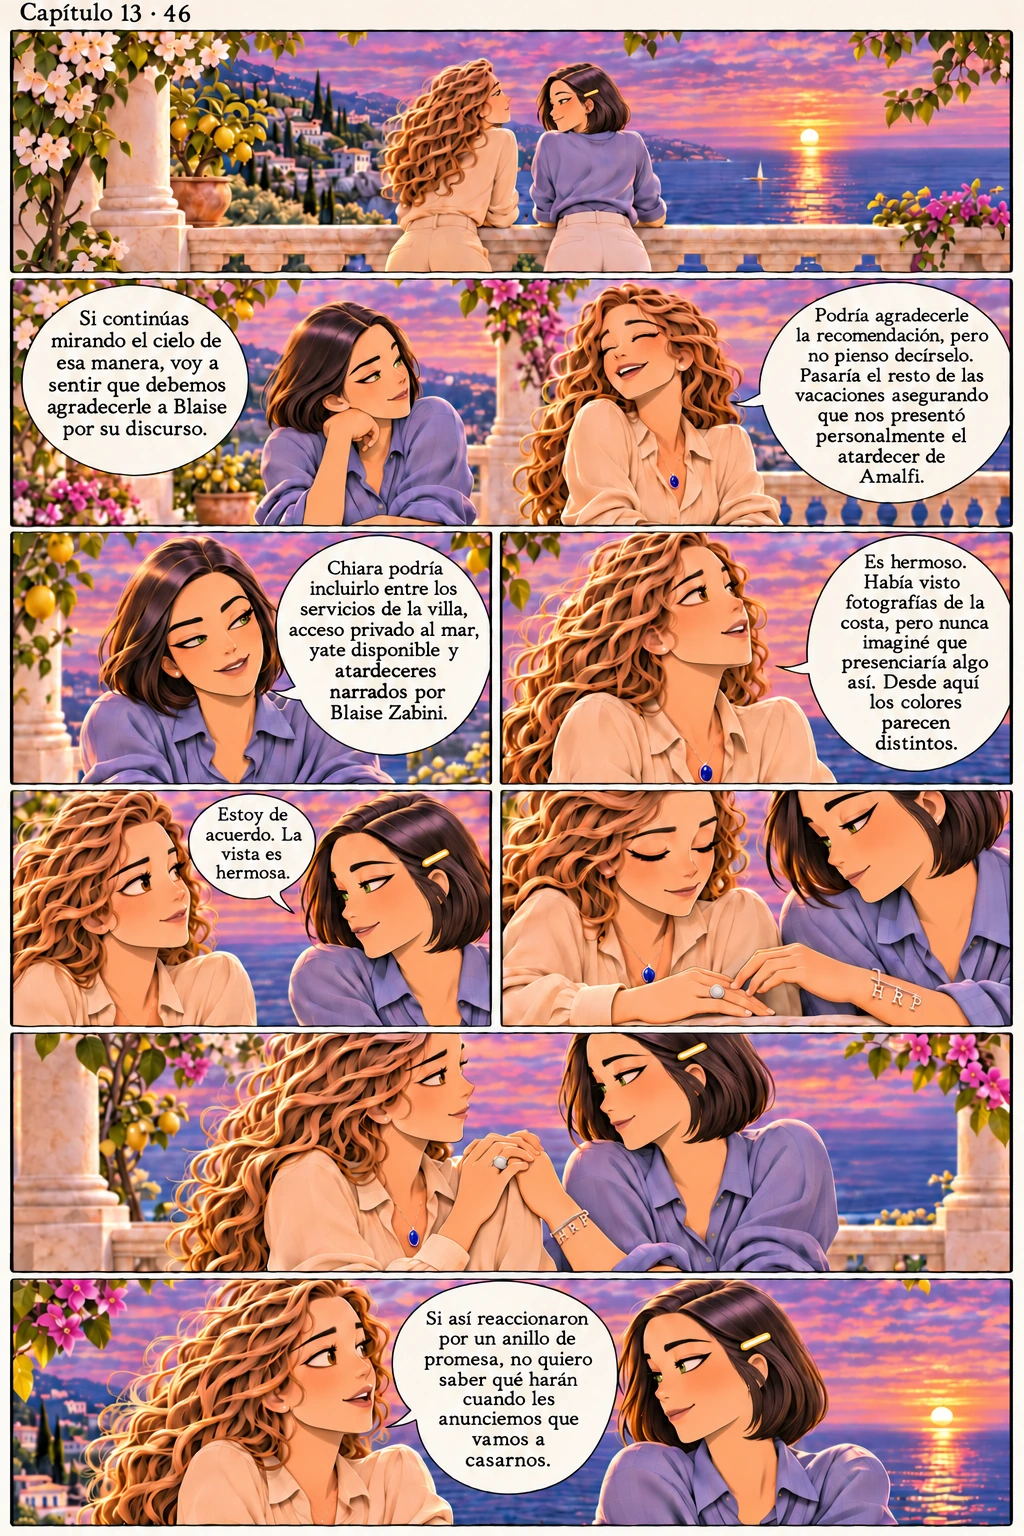 Capítulo 13 · 46
Si continúas
mirando el cielo de
esa manera, voy a
sentir que debemos
agradecerle a Blaise
por su discurso.
Podría agradecerle
la recomendación, pero
no pienso decírselo.
Pasaría el resto de las
vacaciones asegurando
que nos presentó
personalmente el
atardecer de
Amalfi.
Chiara podría
incluirlo entre los
servicios de la villa,
acceso privado al mar,
yate disponible y
atardeceres
narrados por
Blaise Zabini.
Es hermoso.
Había visto
fotografías de la
costa, pero nunca
imaginé que
presenciaría algo
así. Desde aquí
los colores
parecen
distintos.
Estoy de
acuerdo. La
vista es
hermosa.
H R P
HRP
Si así reaccionaron
por un anillo de
promesa, no quiero
saber qué harán
cuando les
anunciemos que
vamos a
casarnos.